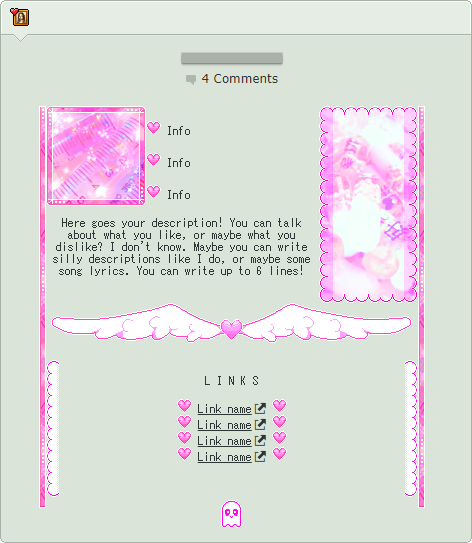 4 Comments
Info
Info
Info
Here goes your description! You can talk
about what you like, or maybe what you
dislike? I don't know. Maybe you can write
silly descriptions like I do, or maybe some
song lyrics. You can write up to 6 lines!
LINKS
Link name
Link name
Link name
Link name